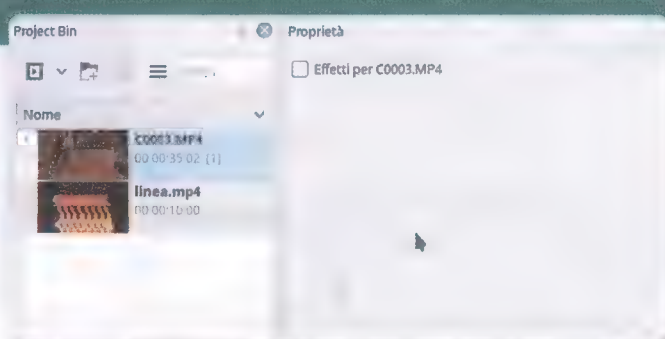 Project Bin
Proprietà
Effetti per C0003.MP4
Nome
C0003.MP4
00:00:35:02 [1]
linea.mp4
00:00:10:00